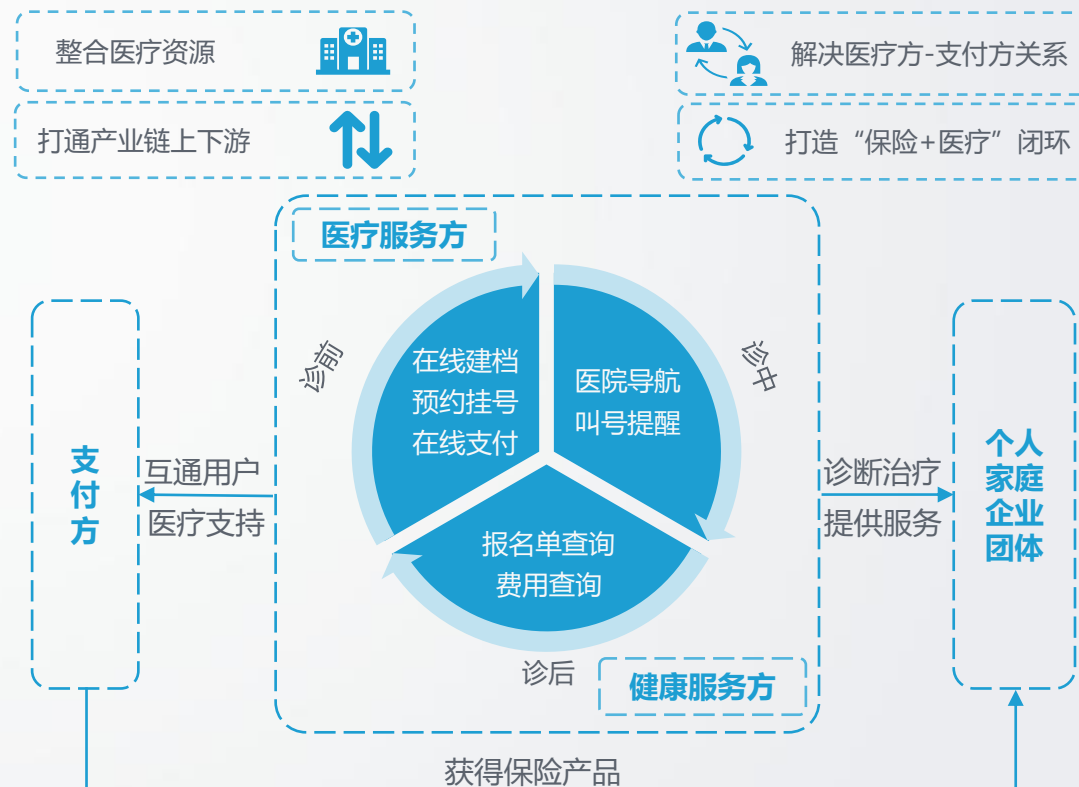 整合医疗资源
解决医疗方-支付方关系
打通产业链上下游
打造“保险+医疗”闭环
医疗服务方
诊前
诊中
在线建档
预约挂号
在线支付
医院导航
叫号提醒
报名单查询
费用查询
诊后
健康服务方
支
付
方
互通用户
医疗支持
诊断治疗
提供服务
个人
家庭
企业
团体
获得保险产品